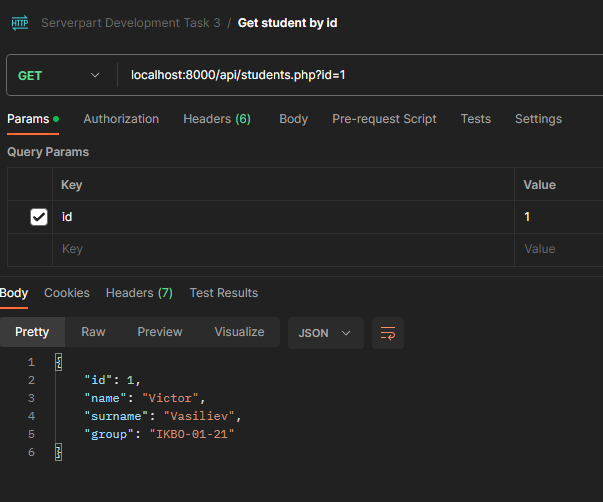 HTTP Serverpart Development Task 3 / Get student by id
GET localhost:8000/api/students.php?id=1
Params Authorization Headers (6) Body Pre-request Script Tests Settings
Query Params
Key Value
id 1
Key Value
Body Cookies Headers (7) Test Results
Pretty Raw Preview Visualize JSON
1 {
2 "id": 1,
3 "name": "Victor",
4 "surname": "Vasiliev",
5 "group": "IKBO-01-21"
6 }